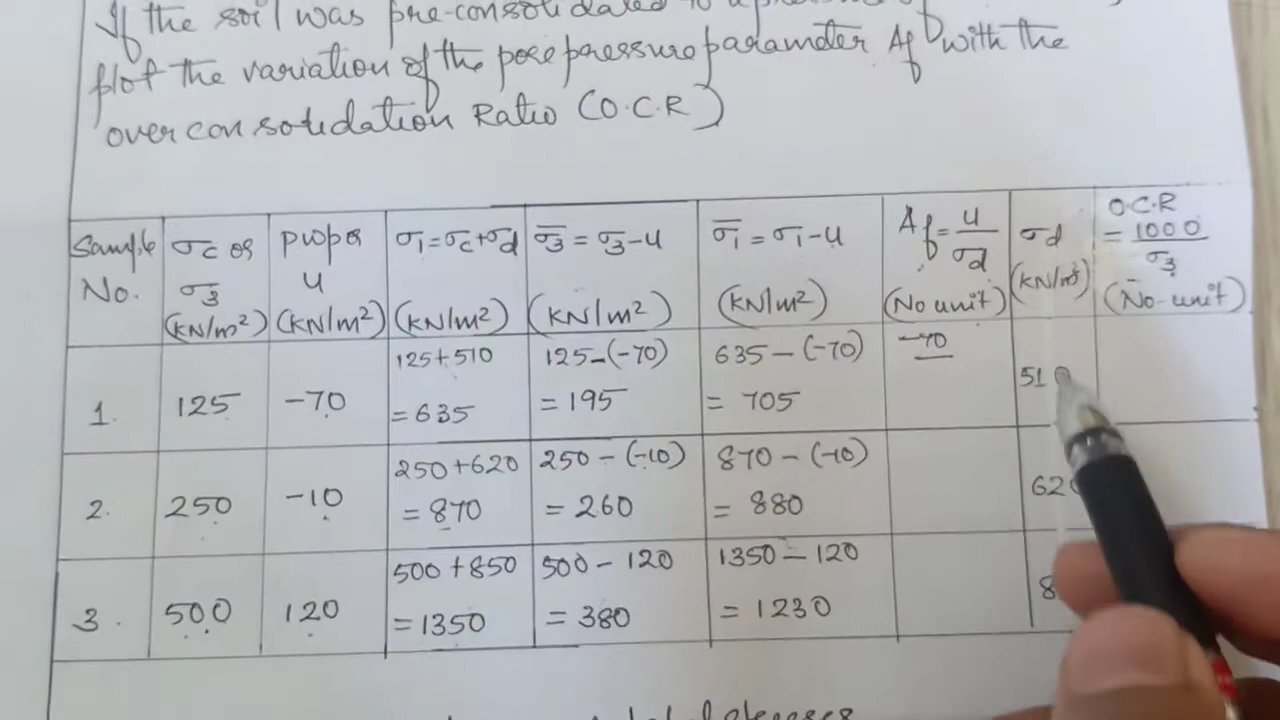 If the soil was pre-consolidated to
plot the variation of the pore pressure parameter Af with the
over consolidation Ratio (O.C.R)
Sample No. σc or σ3 (kN/m²) PWP or u (kN/m²) σ1 = σc+σd (kN/m²) σ̅3 = σ3-u (kN/m²) σ̅1 = σ1-u (kN/m²) Af = u/σd (No unit) σd (kN/m²) O.C.R = 1000/σ3 (No-unit)
1. 125 -70 125+510 = 635 125-(-70) = 195 635-(-70) = 705 -70 510
2. 250 -10 250+620 = 870 250-(-10) = 260 870-(-10) = 880 620
3. 500 120 500+850 = 1350 500-120 = 380 1350-120 = 1230 8